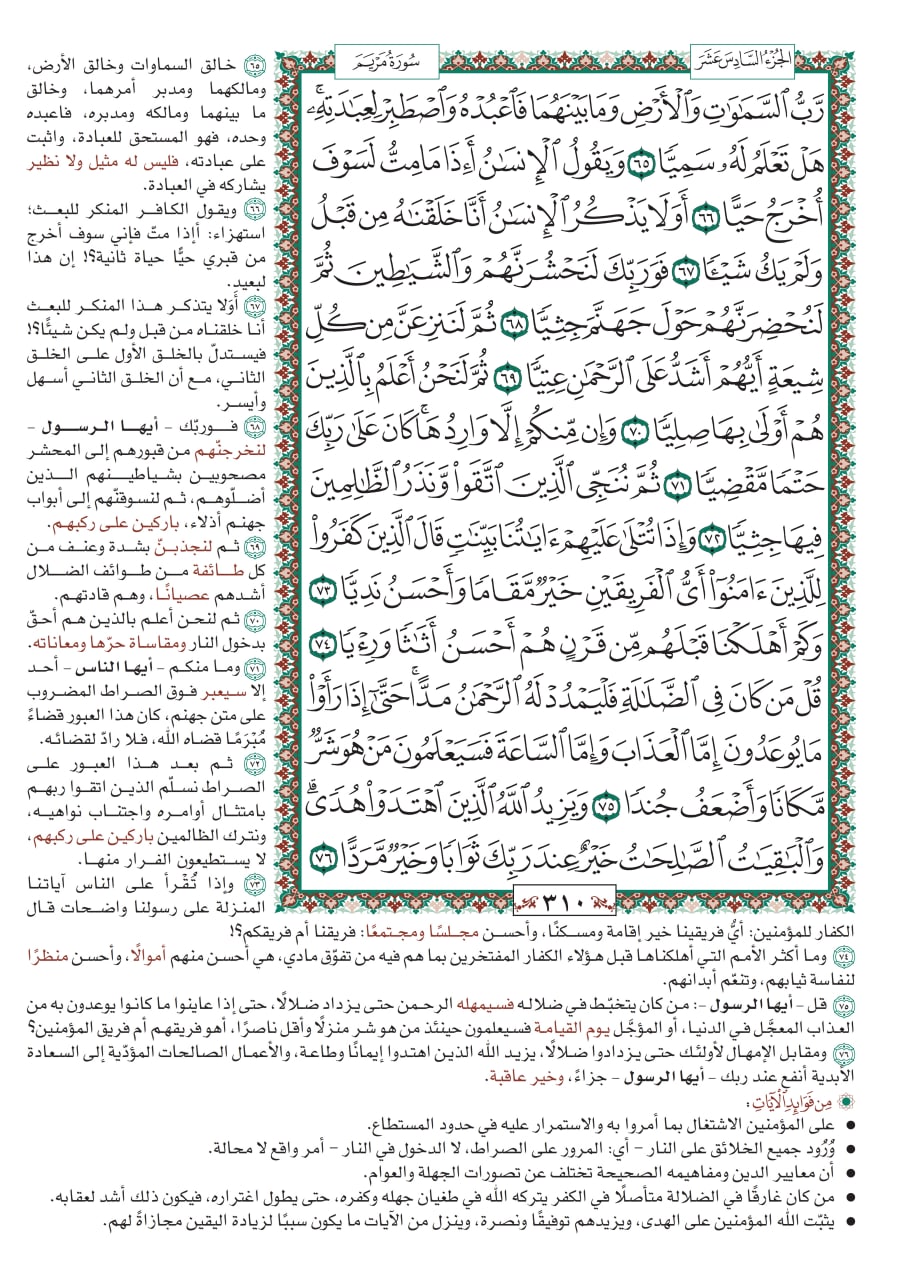 الجُزْءُ السَّادِسَ عَشَرَ
سُورَةُ مَرْيَمَ
رَّبُّ ٱلسَّمَٰوَٰتِ وَٱلْأَرْضِ وَمَا بَيْنَهُمَا فَٱعْبُدْهُ وَٱصْطَبِرْ لِعِبَٰدَتِهِۦۚ
هَلْ تَعْلَمُ لَهُۥ سَمِيًّا ٦٥ وَيَقُولُ ٱلْإِنسَٰنُ أَءِذَا مَا مِتُّ لَسَوْفَ
أُخْرَجُ حَيًّا ٦٦ أَوَلَا يَذْكُرُ ٱلْإِنسَٰنُ أَنَّا خَلَقْنَٰهُ مِن قَبْلُ
وَلَمْ يَكُ شَيْـًٔا ٦٧ فَوَرَبِّكَ لَنَحْشُرَنَّهُمْ وَٱلشَّيَٰطِينَ ثُمَّ
لَنُحْضِرَنَّهُمْ حَوْلَ جَهَنَّمَ جِثِيًّا ٦٨ ثُمَّ لَنَنزِعَنَّ مِن كُلِّ
شِيعَةٍ أَيُّهُمْ أَشَدُّ عَلَى ٱلرَّحْمَٰنِ عِتِيًّا ٦٩ ثُمَّ لَنَحْنُ أَعْلَمُ بِٱلَّذِينَ
هُمْ أَوْلَىٰ بِهَا صِلِيًّا ٧٠ وَإِن مِّنكُمْ إِلَّا وَارِدُهَاۚ كَانَ عَلَىٰ رَبِّكَ
حَتْمًا مَّقْضِيًّا ٧١ ثُمَّ نُنَجِّى ٱلَّذِينَ ٱتَّقَوا۟ وَّنَذَرُ ٱلظَّٰلِمِينَ
فِيهَا جِثِيًّا ٧٢ وَإِذَا تُتْلَىٰ عَلَيْهِمْ ءَايَٰتُنَا بَيِّنَٰتٍ قَالَ ٱلَّذِينَ كَفَرُوا۟
لِلَّذِينَ ءَامَنُوٓا۟ أَىُّ ٱلْفَرِيقَيْنِ خَيْرٌ مَّقَامًا وَأَحْسَنُ نَدِيًّا ٧٣
وَكَمْ أَهْلَكْنَا قَبْلَهُم مِّن قَرْنٍ هُمْ أَحْسَنُ أَثَٰثًا وَرِءْيًا ٧٤
قُلْ مَن كَانَ فِى ٱلضَّلَٰلَةِ فَلْيَمْدُدْ لَهُ ٱلرَّحْمَٰنُ مَدًّاۚ حَتَّىٰٓ إِذَا رَأَوْا۟
مَا يُوعَدُونَ إِمَّا ٱلْعَذَابَ وَإِمَّا ٱلسَّاعَةَ فَسَيَعْلَمُونَ مَنْ هُوَ شَرٌّ
مَّكَانًا وَأَضْعَفُ جُندًا ٧٥ وَيَزِيدُ ٱللَّهُ ٱلَّذِينَ ٱهْتَدَوْا۟ هُدًىۗ
وَٱلْبَٰقِيَٰتُ ٱلصَّٰلِحَٰتُ خَيْرٌ عِندَ رَبِّكَ ثَوَابًا وَخَيْرٌ مَّرَدًّا ٧٦
٣١٠
٦٥ خالق السماوات وخالق الأرض،
ومالكهما ومدبر أمرهما، وخالق
ما بينهما ومالكه ومدبره، فاعبده
وحده، فهو المستحق للعبادة، واثبت
على عبادته، فليس له مثيل ولا نظير
يشاركه في العبادة.
٦٦ ويقول الكافر المنكر للبعث؛
استهزاء: أإذا متّ فإني سوف أخرج
من قبري حيًّا حياة ثانية؟! إن هذا
لبعيد.
٦٧ أَوَلا يتذكر هذا المنكر للبعث
أنا خلقناه من قبل ولم يكن شيئًا؟!
فيستدلّ بالخلق الأول على الخلق
الثاني، مع أن الخلق الثاني أسهل
وأيسر.
٦٨ فوربّك - أيها الرسول -
لنخرجنّهم من قبورهم إلى المحشر
مصحوبين بشياطينهم الذين
أضلّوهم، ثم لنسوقنّهم إلى أبواب
جهنم أذلاء، باركين على ركبهم.
٦٩ ثم لنجذبنّ بشدة وعنف من
كل طائفة من طوائف الضلال
أشدهم عصيانًا، وهم قادتهم.
٧٠ ثم لنحن أعلم بالذين هم أحقّ
بدخول النار ومقاساة حرّها ومعاناته.
٧١ وما منكم - أيها الناس - أحد
إلا سيعبر فوق الصراط المضروب
على متن جهنم، كان هذا العبور قضاءً
مُبْرَمًا قضاه الله، فلا رادّ لقضائه.
٧٢ ثم بعد هذا العبور على
الصراط نسلّم الذين اتقوا ربهم
بامتثال أوامره واجتناب نواهيه،
ونترك الظالمين باركين على ركبهم،
لا يستطيعون الفرار منها.
٧٣ وإذا تُقْرأ على الناس آياتنا
المنزلة على رسولنا واضحات قال
الكفار للمؤمنين: أيُّ فريقينا خير إقامة ومسكنًا، وأحسن مجلسًا ومجتمعًا: فريقنا أم فريقكم؟!
٧٤ وما أكثر الأمم التي أهلكناها قبل هؤلاء الكفار المفتخرين بما هم فيه من تفوّق مادي، هي أحسن منهم أموالًا، وأحسن منظرًا
لنفاسة ثيابهم، وتنعّم أبدانهم.
٧٥ قل - أيها الرسول -: من كان يتخبّط في ضلاله فسيمهله الرحمن حتى يزداد ضلالًا، حتى إذا عاينوا ما كانوا يوعدون به من
العذاب المعجَّل في الدنيا، أو المؤجَّل يوم القيامة فسيعلمون حينئذ من هو شر منزلًا وأقل ناصرًا، أهو فريقهم أم فريق المؤمنين؟
٧٦ ومقابل الإمهال لأولئك حتى يزدادوا ضلالًا، يزيد الله الذين اهتدوا إيمانًا وطاعة، والأعمال الصالحات المؤدّية إلى السعادة
الأبدية أنفع عند ربك - أيها الرسول - جزاءً، وخير عاقبة.
مِن فَوَائِدِ الآيَاتِ:
● على المؤمنين الاشتغال بما أمروا به والاستمرار عليه في حدود المستطاع.
● وُرُود جميع الخلائق على النار - أي: المرور على الصراط، لا الدخول في النار - أمر واقع لا محالة.
● أن معايير الدين ومفاهيمه الصحيحة تختلف عن تصورات الجهلة والعوام.
● من كان غارقًا في الضلالة متأصلًا في الكفر يتركه الله في طغيان جهله وكفره، حتى يطول اغتراره، فيكون ذلك أشد لعقابه.
● يثبّت الله المؤمنين على الهدى، ويزيدهم توفيقًا ونصرة، وينزل من الآيات ما يكون سببًا لزيادة اليقين مجازاةً لهم.